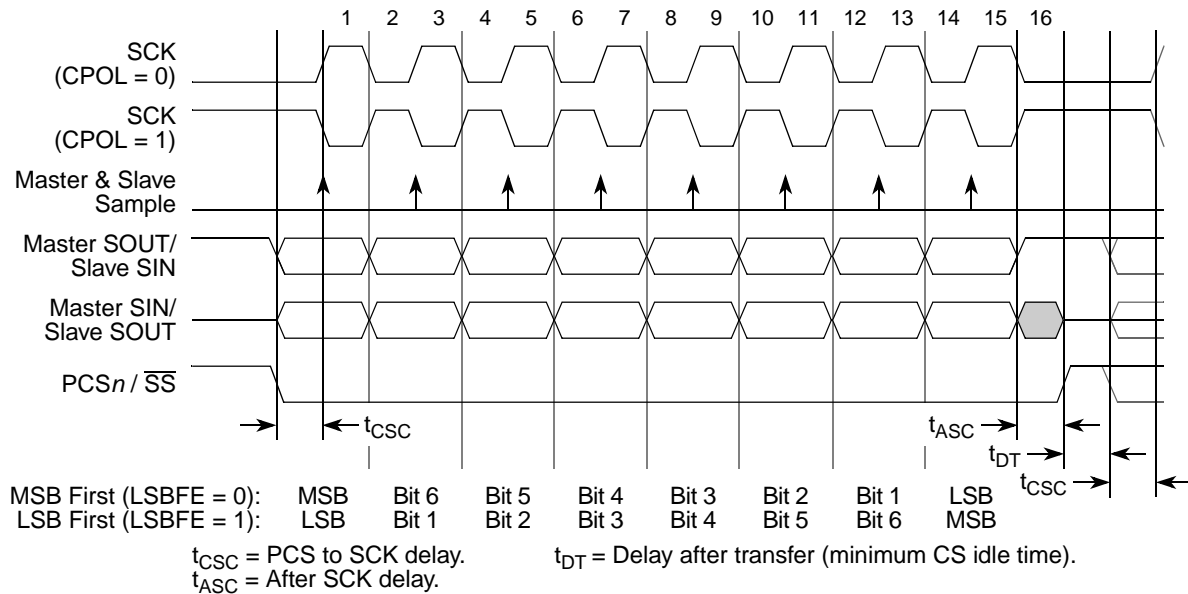 1 2 3 4 5 6 7 8 9 10 11 12 13 14 15 16
SCK
(CPOL = 0)
SCK
(CPOL = 1)
Master & Slave
Sample
Master SOUT/
Slave SIN
Master SIN/
Slave SOUT
PCSn / SS
tCSC
tASC
tDT
tCSC
MSB First (LSBFE = 0): MSB Bit 6 Bit 5 Bit 4 Bit 3 Bit 2 Bit 1 LSB
LSB First (LSBFE = 1): LSB Bit 1 Bit 2 Bit 3 Bit 4 Bit 5 Bit 6 MSB
tCSC = PCS to SCK delay. tDT = Delay after transfer (minimum CS idle time).
tASC = After SCK delay.